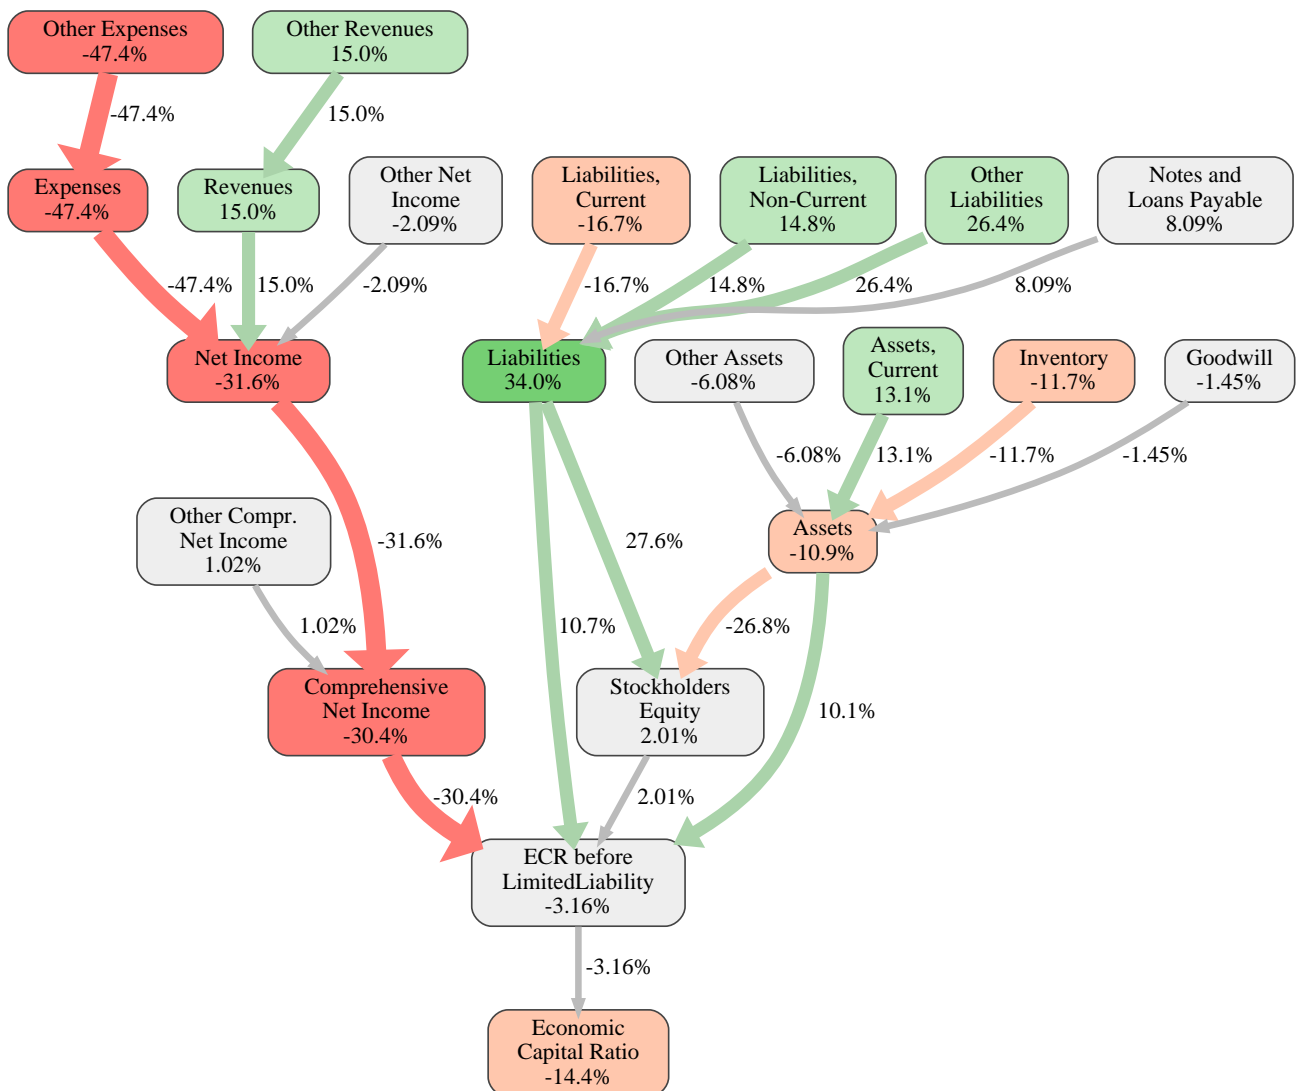 Other Expenses
-47.4%
Other Revenues
15.0%
-47.4%
15.0%
Expenses
-47.4%
Revenues
15.0%
Other Net
Income
-2.09%
Liabilities,
Current
-16.7%
Liabilities,
Non-Current
14.8%
Other
Liabilities
26.4%
Notes and
Loans Payable
8.09%
-47.4%
15.0%
-2.09%
-16.7%
14.8%
26.4%
8.09%
Net Income
-31.6%
Liabilities
34.0%
Other Assets
-6.08%
Assets,
Current
13.1%
Inventory
-11.7%
Goodwill
-1.45%
-6.08%
13.1%
-11.7%
-1.45%
Other Compr.
Net Income
1.02%
-31.6%
27.6%
Assets
-10.9%
1.02%
10.7%
-26.8%
10.1%
Comprehensive
Net Income
-30.4%
Stockholders
Equity
2.01%
-30.4%
2.01%
ECR before
LimitedLiability
-3.16%
-3.16%
Economic
Capital Ratio
-14.4%